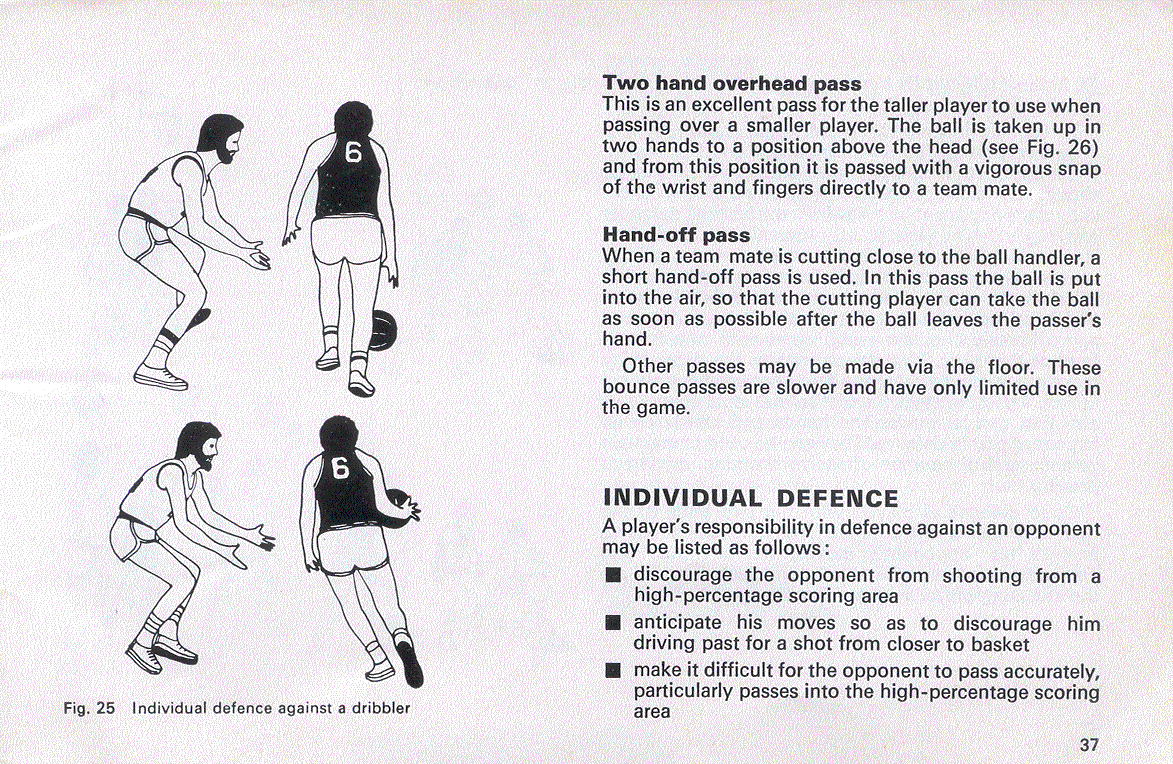 6
6
Fig. 25 Individual defence against a dribbler
Two hand overhead pass
This is an excellent pass for the taller player to use when
passing over a smaller player. The ball is taken up in
two hands to a position above the head (see Fig. 26)
and from this position it is passed with a vigorous snap
of the wrist and fingers directly to a team mate.
Hand-off pass
When a team mate is cutting close to the ball handler, a
short hand-off pass is used. In this pass the ball is put
into the air, so that the cutting player can take the ball
as soon as possible after the ball leaves the passer's
hand.
Other passes may be made via the floor. These
bounce passes are slower and have only limited use in
the game.
INDIVIDUAL DEFENCE
A player's responsibility in defence against an opponent
may be listed as follows:
■ discourage the opponent from shooting from a
high-percentage scoring area
■ anticipate his moves so as to discourage him
driving past for a shot from closer to basket
■ make it difficult for the opponent to pass accurately,
particularly passes into the high-percentage scoring
area
37